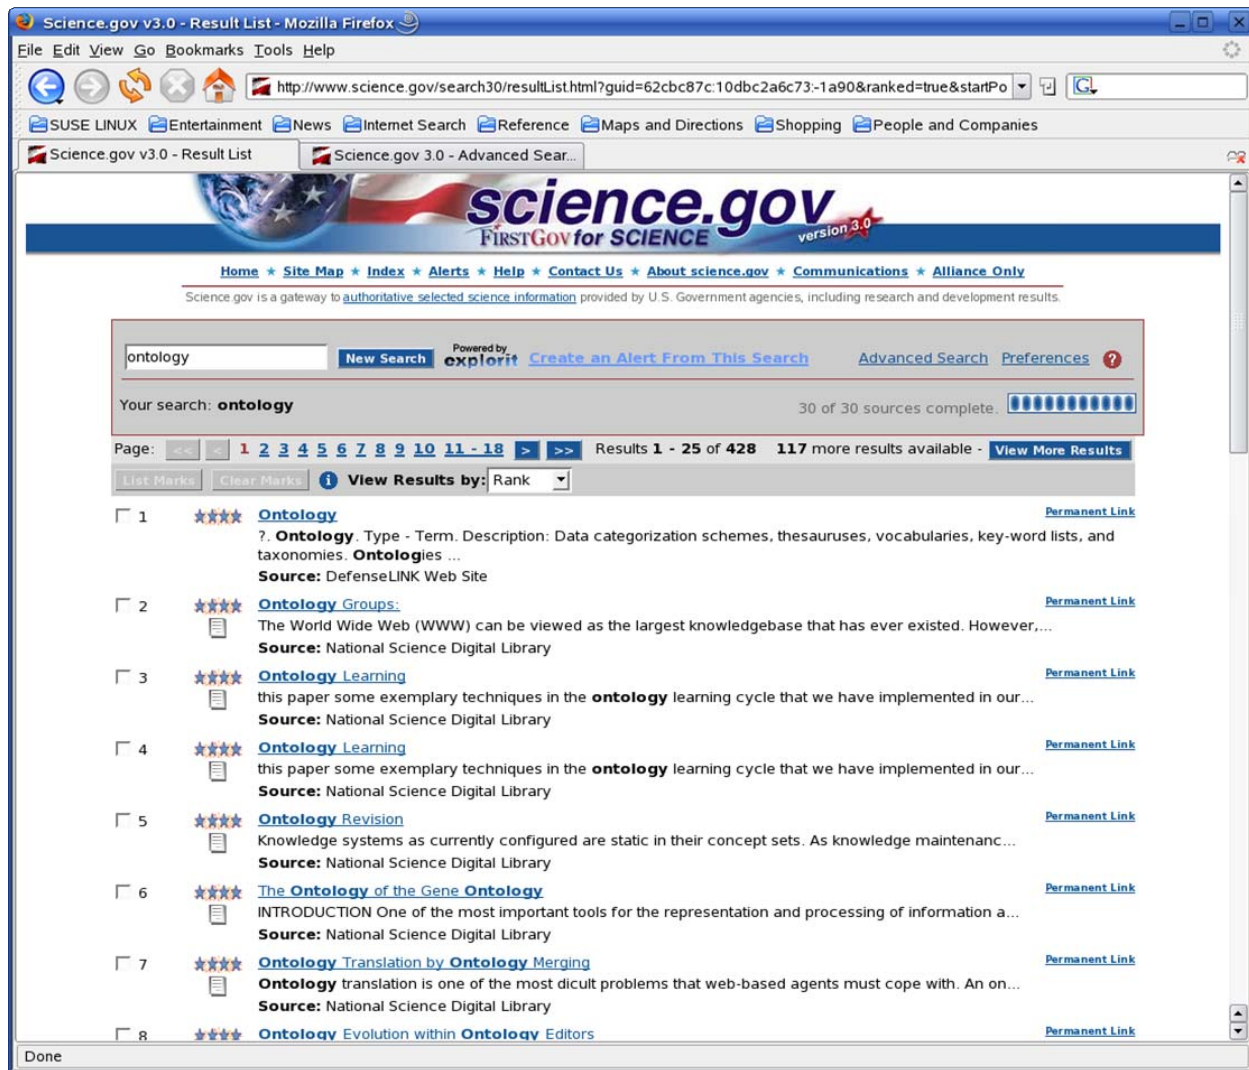 Science.gov v3.0 - Result List - Mozilla Firefox
File Edit View Go Bookmarks Tools Help
http://www.science.gov/search30/resultList.html?guid=62cbc87c:10dbc2a6c73:-1a90&ranked=true&startPo
SUSE LINUX Entertainment News Internet Search Reference Maps and Directions Shopping People and Companies
Science.gov v3.0 - Result List Science.gov 3.0 - Advanced Sear...
science.gov
FIRSTGOV for SCIENCE version 3.0
Home ★ Site Map ★ Index ★ Alerts ★ Help ★ Contact Us ★ About science.gov ★ Communications ★ Alliance Only
Science.gov is a gateway to authoritative selected science information provided by U.S. Government agencies, including research and development results.
ontology New Search Powered by explorit Create an Alert From This Search Advanced Search Preferences ?
Your search: ontology 30 of 30 sources complete.
Page: << < 1 2 3 4 5 6 7 8 9 10 11 - 18 > >> Results 1 - 25 of 428 117 more results available - View More Results
List Marks Clear Marks i View Results by: Rank
1 Ontology Permanent Link
?. Ontology. Type - Term. Description: Data categorization schemes, thesauruses, vocabularies, key-word lists, and
taxonomies. Ontologies ...
Source: DefenseLINK Web Site
2 Ontology Groups: Permanent Link
The World Wide Web (WWW) can be viewed as the largest knowledgebase that has ever existed. However,...
Source: National Science Digital Library
3 Ontology Learning Permanent Link
this paper some exemplary techniques in the ontology learning cycle that we have implemented in our...
Source: National Science Digital Library
4 Ontology Learning Permanent Link
this paper some exemplary techniques in the ontology learning cycle that we have implemented in our...
Source: National Science Digital Library
5 Ontology Revision Permanent Link
Knowledge systems as currently configured are static in their concept sets. As knowledge maintenanc...
Source: National Science Digital Library
6 The Ontology of the Gene Ontology Permanent Link
INTRODUCTION One of the most important tools for the representation and processing of information a...
Source: National Science Digital Library
7 Ontology Translation by Ontology Merging Permanent Link
Ontology translation is one of the most dicult problems that web-based agents must cope with. An on...
Source: National Science Digital Library
8 Ontology Evolution within Ontology Editors Permanent Link
Done